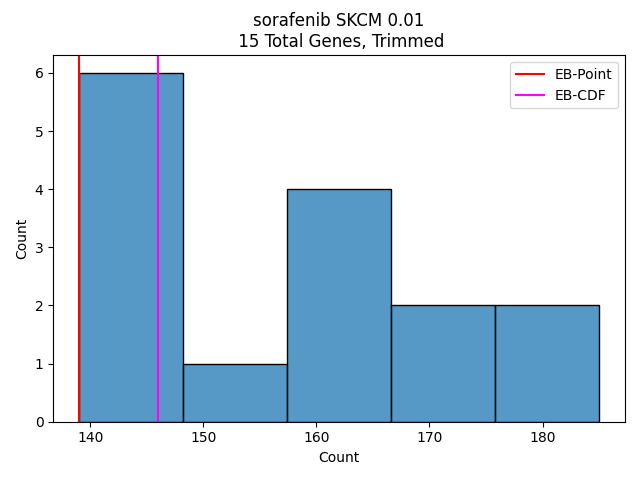 sorafenib SKCM 0.01
15 Total Genes, Trimmed
EB-Point
EB-CDF
Count
6
5
4
3
2
1
0
140 150 160 170 180
Count